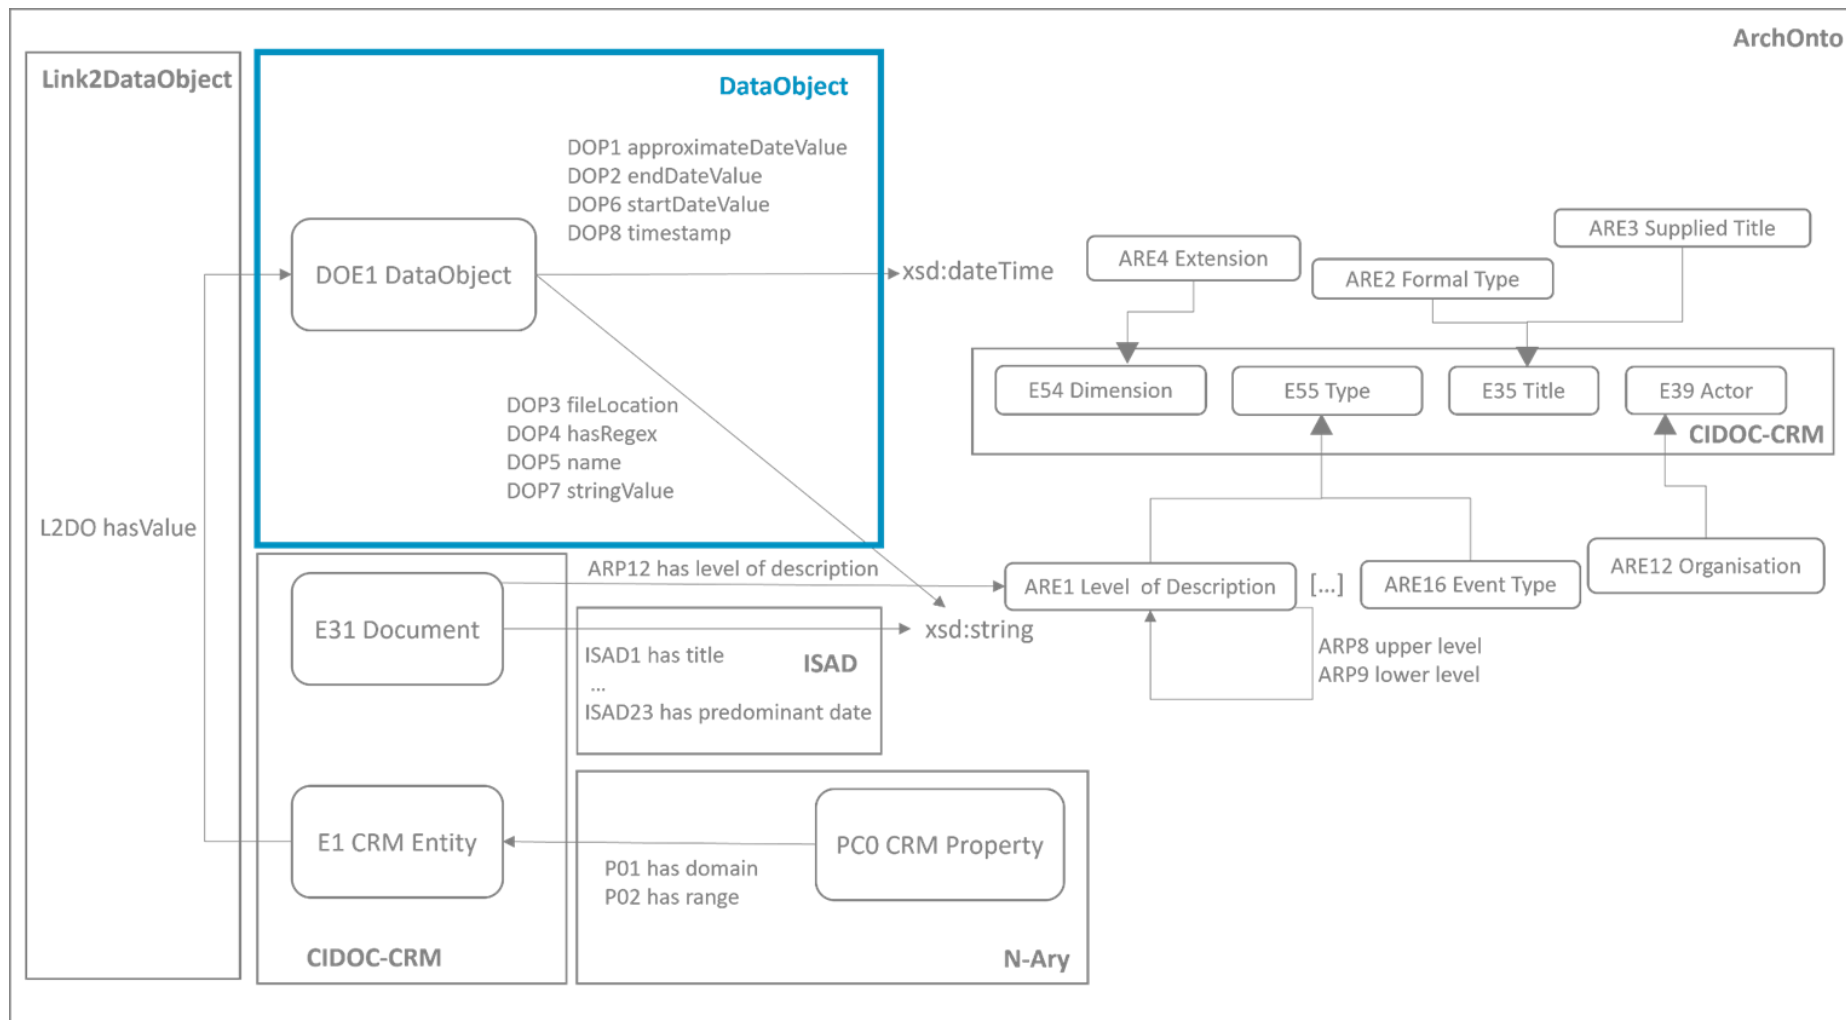 ArchOnto
Link2DataObject
DataObject
DOP1 approximateDateValue
DOP2 endDateValue
DOP6 startDateValue
DOP8 timestamp
DOE1 DataObject
xsd:dateTime
DOP3 fileLocation
DOP4 hasRegex
DOP5 name
DOP7 stringValue
ARE4 Extension
ARE2 Formal Type
ARE3 Supplied Title
E54 Dimension
E55 Type
E35 Title
E39 Actor
CIDOC-CRM
L2DO hasValue
ARP12 has level of description
ARE1 Level of Description
[...]
ARE16 Event Type
ARE12 Organisation
E31 Document
xsd:string
ISAD1 has title
...
ISAD23 has predominant date
ISAD
ARP8 upper level
ARP9 lower level
E1 CRM Entity
P01 has domain
P02 has range
PC0 CRM Property
CIDOC-CRM
N-Ary